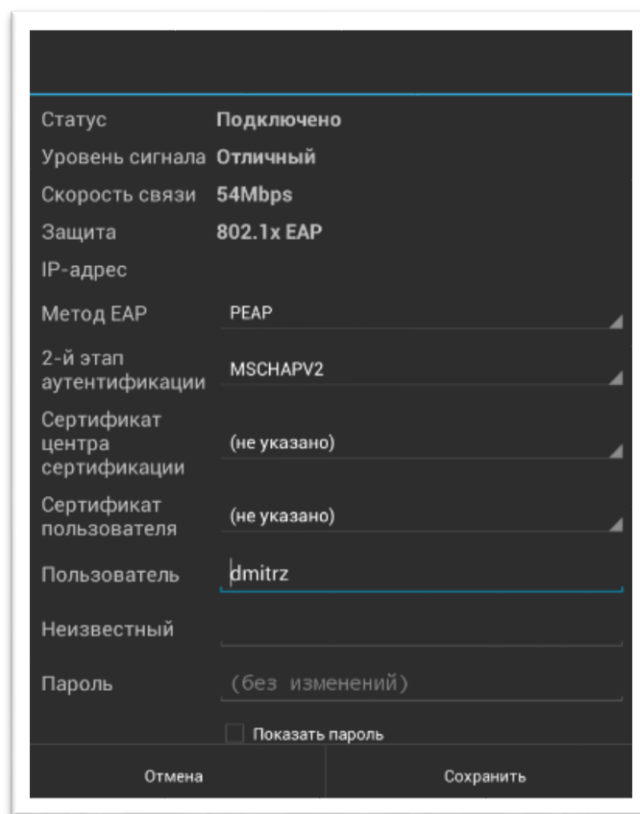 Статус Подключено
Уровень сигнала Отличный
Скорость связи 54Mbps
Защита 802.1x EAP
IP-адрес
Метод EAP PEAP
2-й этап
аутентификации MSCHAPV2
Сертификат
центра
сертификации (не указано)
Сертификат
пользователя (не указано)
Пользователь dmitrz
Неизвестный
Пароль (без изменений)
Показать пароль
Отмена Сохранить